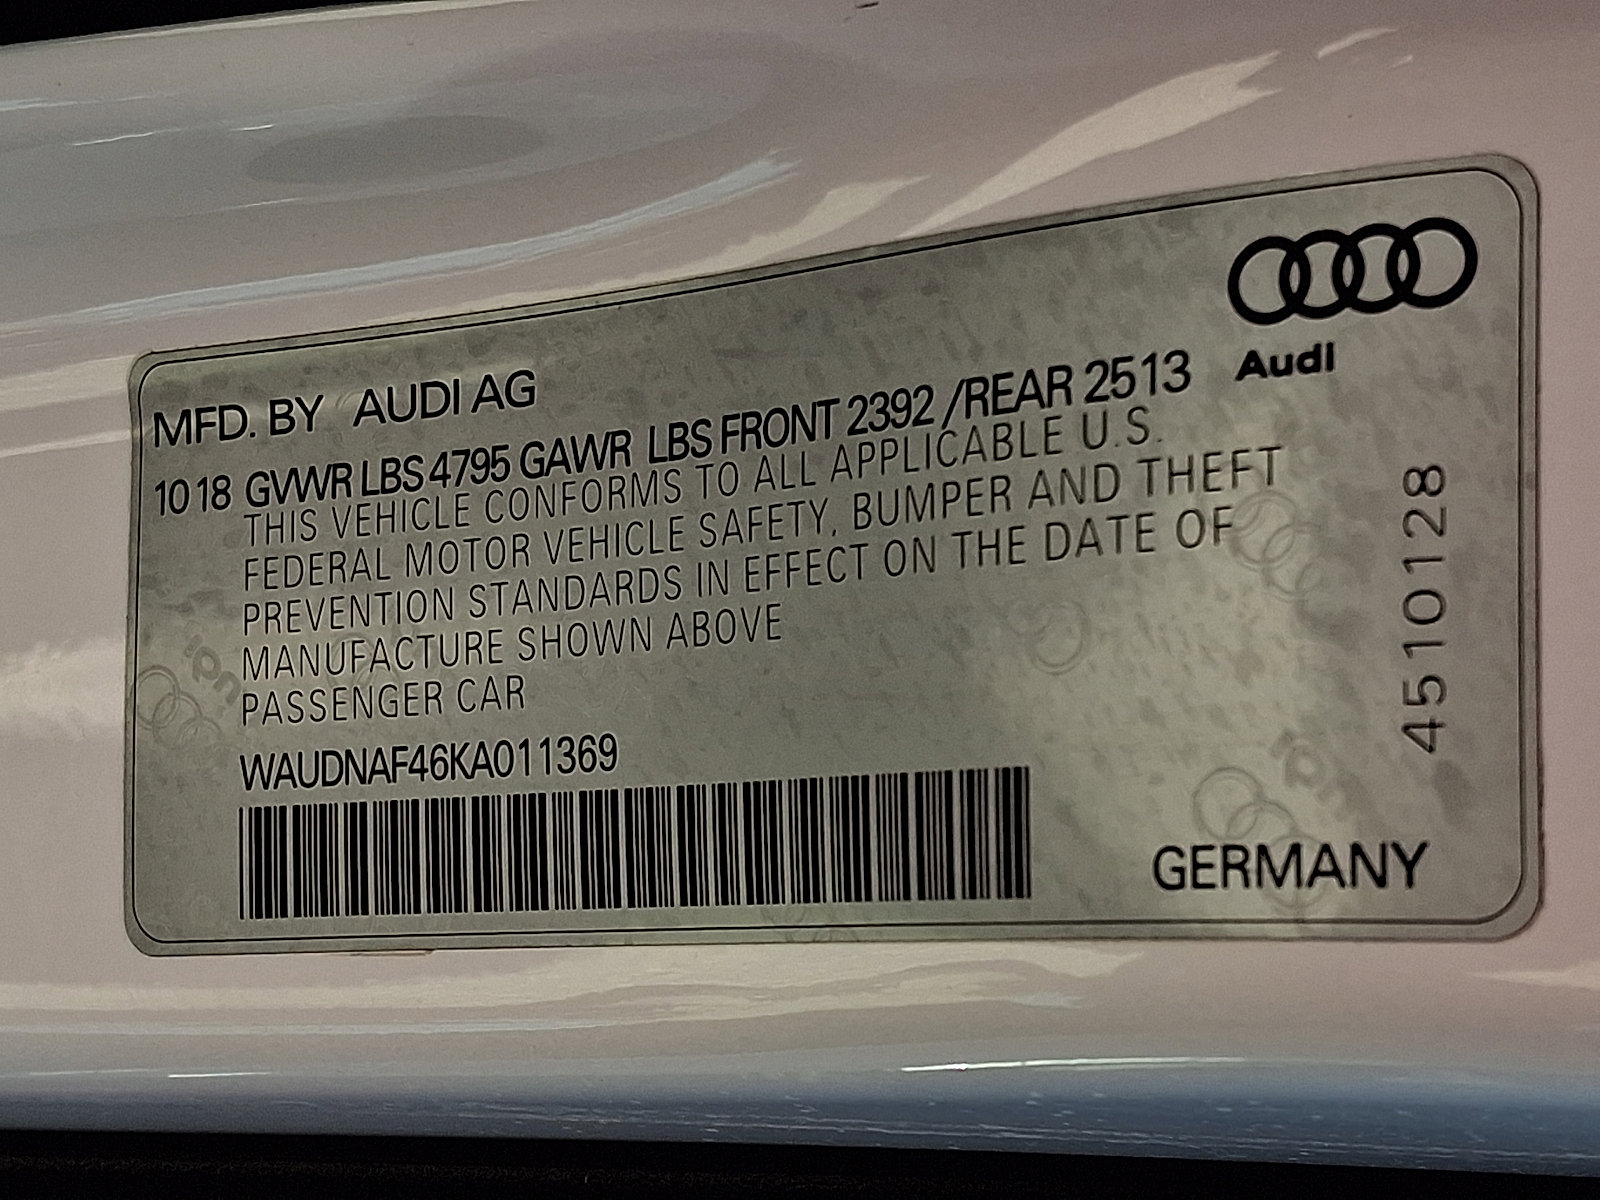 Audi
MFD. BY AUDI AG
10 18 GVWR LBS 4795 GAWR LBS FRONT 2392 /REAR 2513
THIS VEHICLE CONFORMS TO ALL APPLICABLE U.S.
FEDERAL MOTOR VEHICLE SAFETY, BUMPER AND THEFT
PREVENTION STANDARDS IN EFFECT ON THE DATE OF
MANUFACTURE SHOWN ABOVE
PASSENGER CAR
WAUDNAF46KA011369
GERMANY
4510128